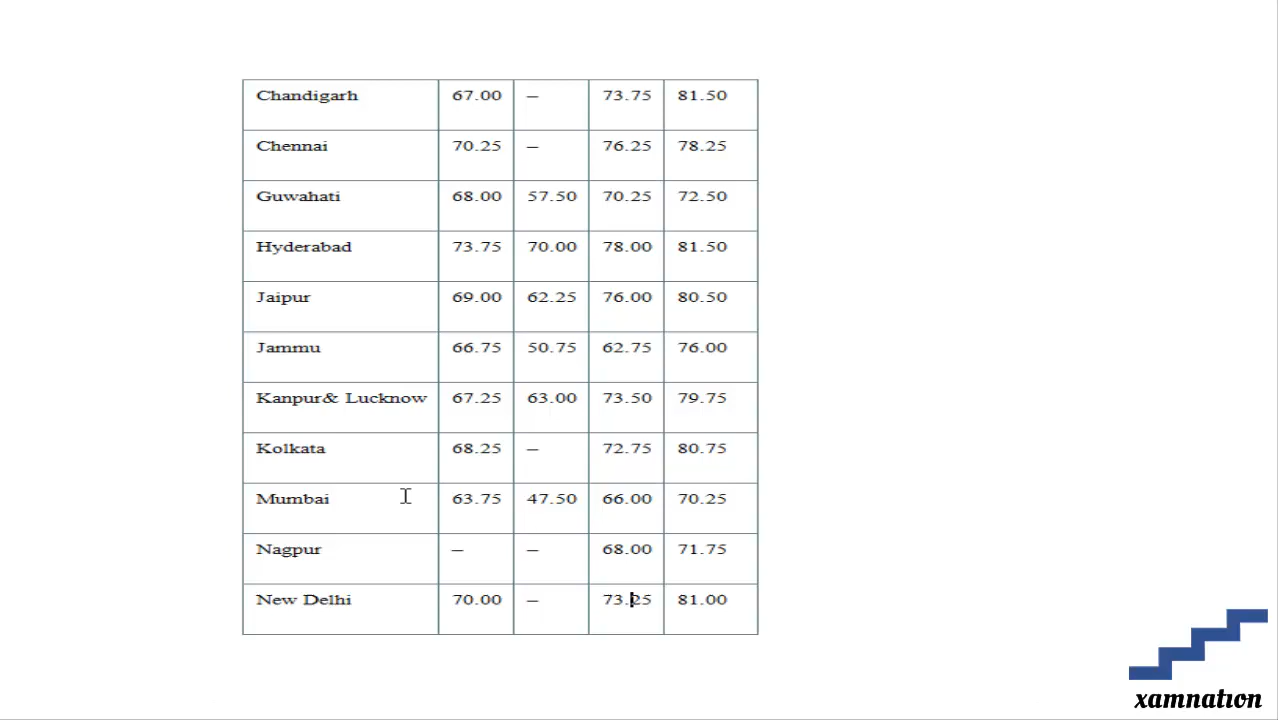 Chandigarh 67.00 – 73.75 81.50
Chennai 70.25 – 76.25 78.25
Guwahati 68.00 57.50 70.25 72.50
Hyderabad 73.75 70.00 78.00 81.50
Jaipur 69.00 62.25 76.00 80.50
Jammu 66.75 50.75 62.75 76.00
Kanpur& Lucknow 67.25 63.00 73.50 79.75
Kolkata 68.25 – 72.75 80.75
Mumbai 63.75 47.50 66.00 70.25
Nagpur – – 68.00 71.75
New Delhi 70.00 – 73.25 81.00
xamnation